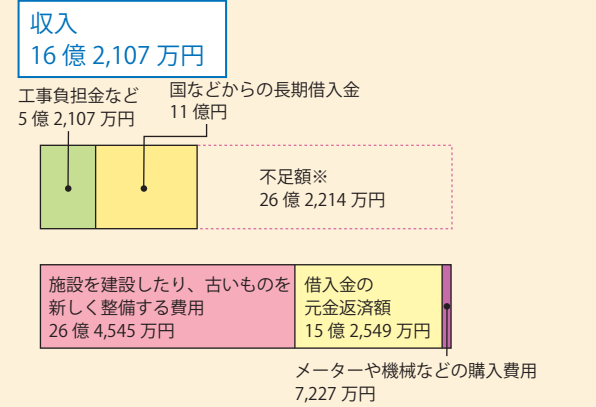 収入
16 億 2,107 万円
工事負担金など
5 億 2,107 万円
国などからの長期借入金
11 億円
不足額※
26 億 2,214 万円
施設を建設したり、古いものを
新しく整備する費用
26 億 4,545 万円
借入金の
元金返済額
15 億 2,549 万円
メーターや機械などの購入費用
7,227 万円